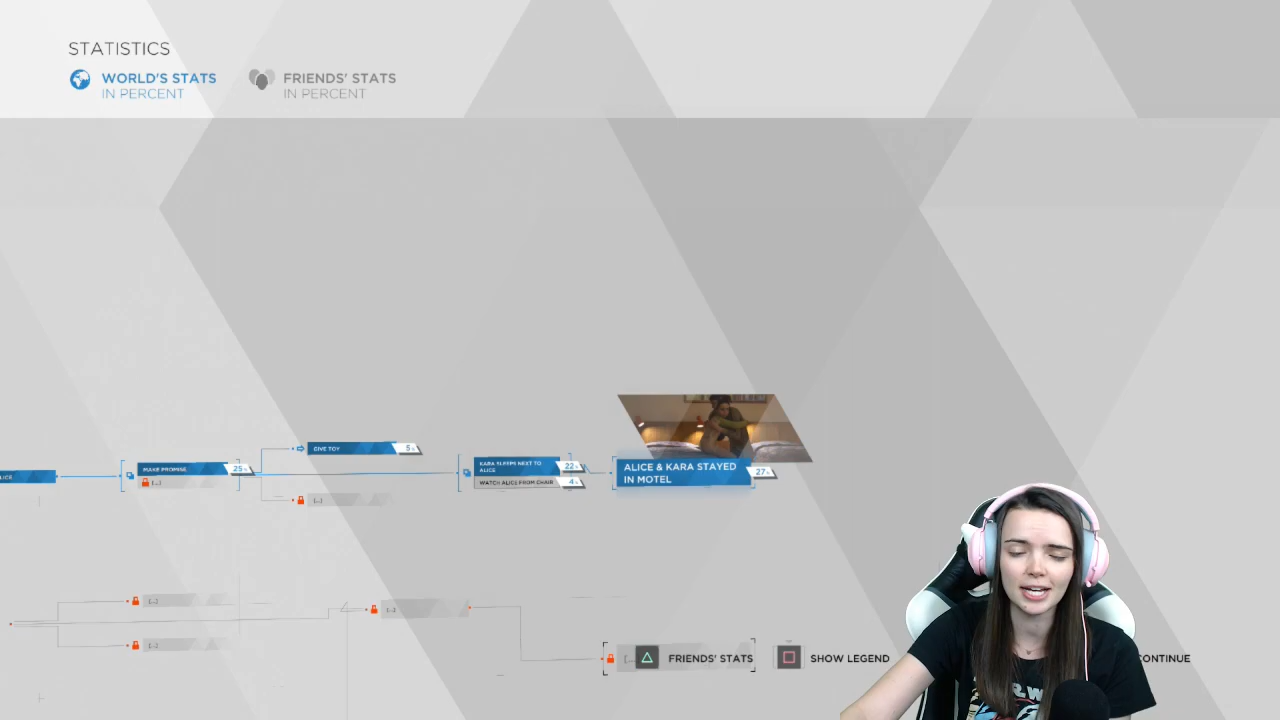 STATISTICS
WORLD'S STATS
IN PERCENT
FRIENDS' STATS
IN PERCENT
GIVE TOY
5%
MAKE PROMISE
25%
[...]
[...]
KARA SLEEPS NEXT TO
ALICE
22%
WATCH ALICE FROM CHAIR
4%
ALICE & KARA STAYED
IN MOTEL
27%
[...]
[...]
[...]
FRIENDS' STATS
SHOW LEGEND
CONTINUE